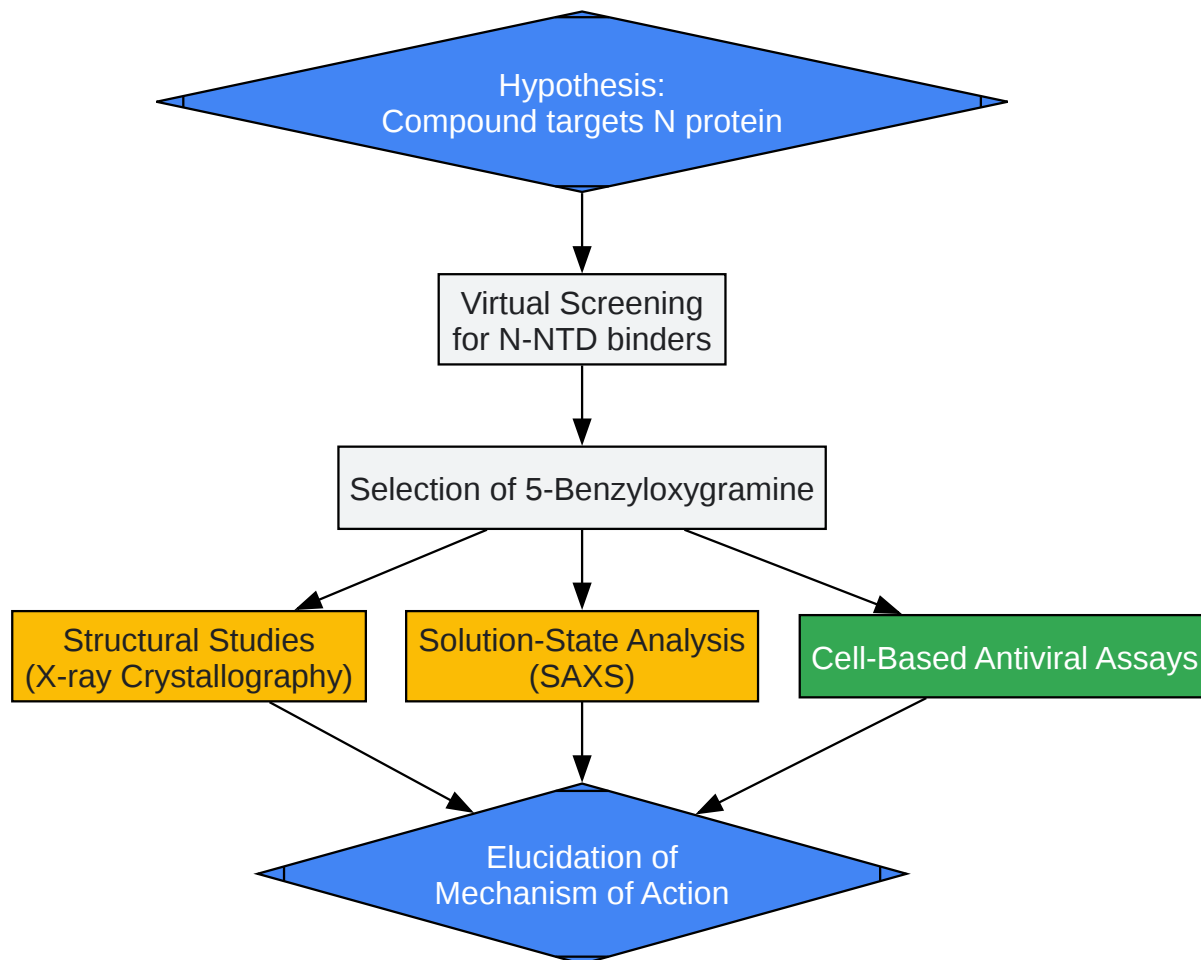 Hypothesis:
Compound targets N protein
Virtual Screening
for N-NTD binders
Selection of 5-Benzyloxygramine
Structural Studies
(X-ray Crystallography)
Solution-State Analysis
(SAXS)
Cell-Based Antiviral Assays
Elucidation of
Mechanism of Action